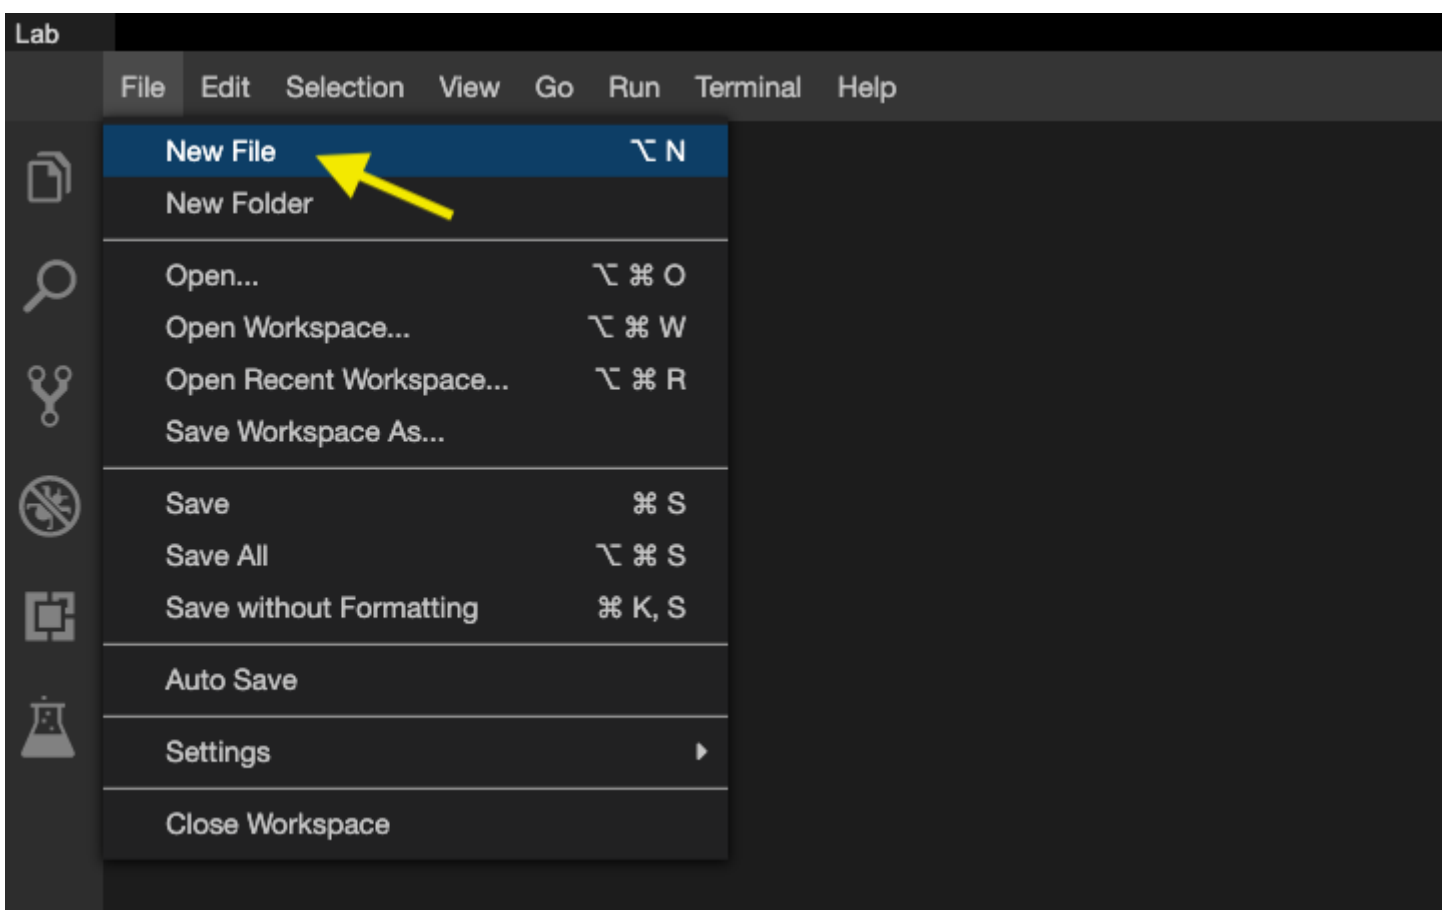 Lab
File Edit Selection View Go Run Terminal Help
New File ⌥ N
New Folder
Open... ⌥ ⌘ O
Open Workspace... ⌥ ⌘ W
Open Recent Workspace... ⌥ ⌘ R
Save Workspace As...
Save ⌘ S
Save All ⌥ ⌘ S
Save without Formatting ⌘ K, S
Auto Save
Settings
Close Workspace